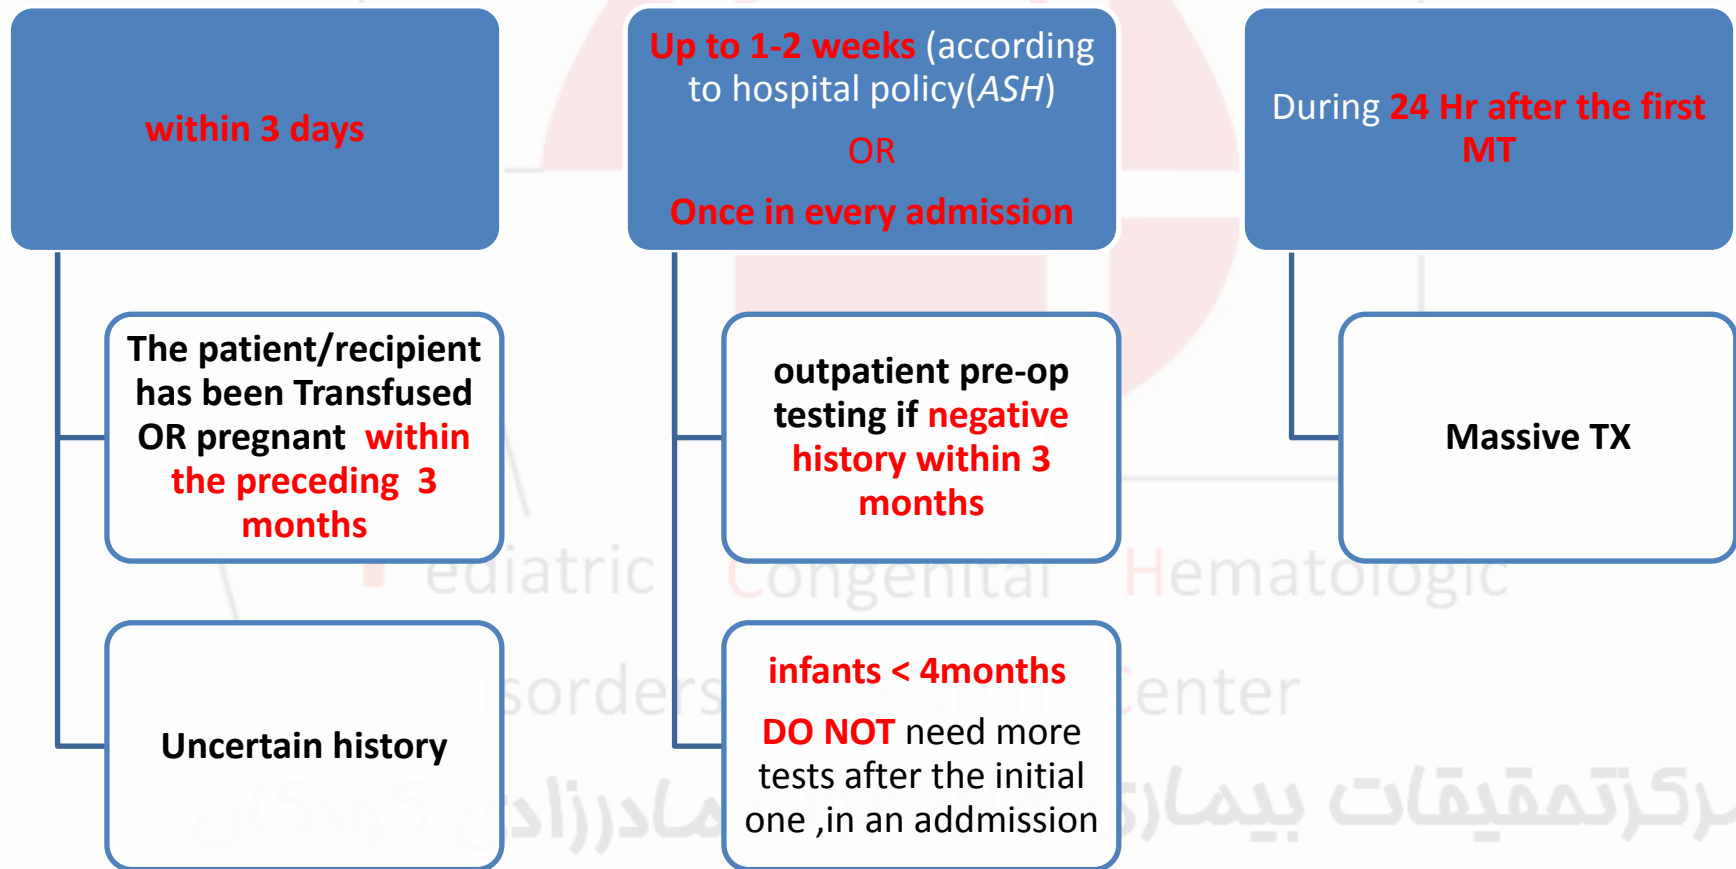 within 3 days
The patient/recipient
has been Transfused
OR pregnant within
the preceding 3
months
Uncertain history
Up to 1-2 weeks (according
to hospital policy(ASH)
OR
Once in every admission
outpatient pre-op
testing if negative
history within 3
months
infants < 4months
DO NOT need more
tests after the initial
one ,in an addmission
During 24 Hr after the first
MT
Massive TX
ediatric Congenital Hematologic
isorders Center
مرکزتحقیقات بیماری مادرزادی کودکان